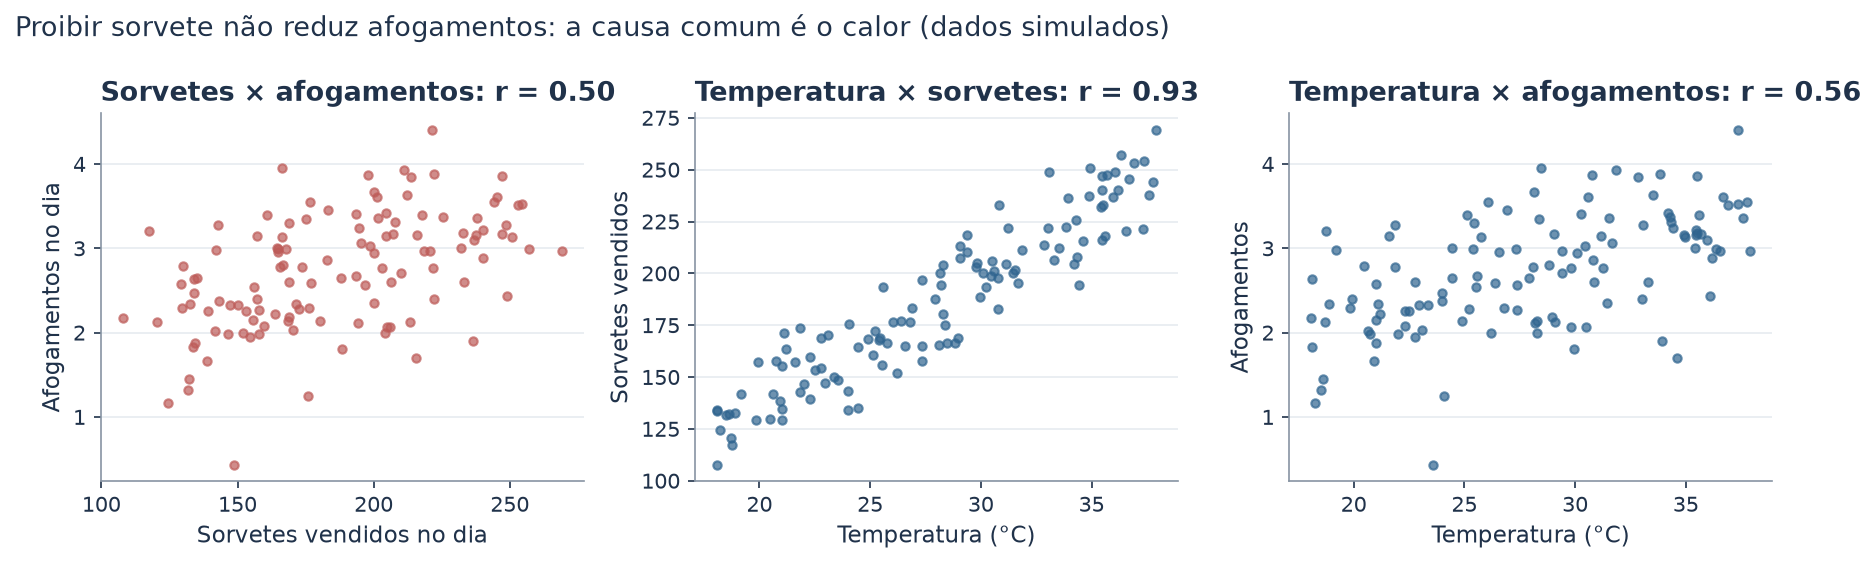 Proibir sorvete não reduz afogamentos: a causa comum é o calor (dados simulados)
Sorvetes × afogamentos: r = 0.50
Afogamentos no dia
4
3
2
1
100 150 200 250
Sorvetes vendidos no dia
Temperatura × sorvetes: r = 0.93
Sorvetes vendidos
275
250
225
200
175
150
125
100
20 25 30 35
Temperatura (°C)
Temperatura × afogamentos: r = 0.56
Afogamentos
4
3
2
1
20 25 30 35
Temperatura (°C)